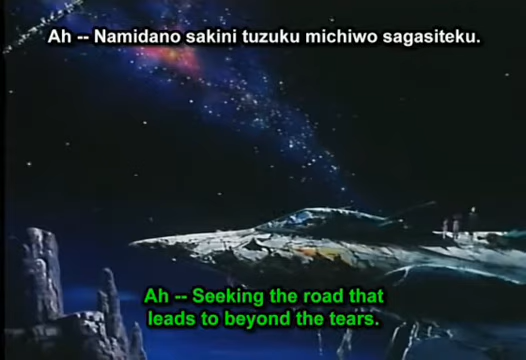 Ah -- Namidano sakini tuzuku michiwo sagasiteku.
Ah -- Seeking the road that
leads to beyond the tears.